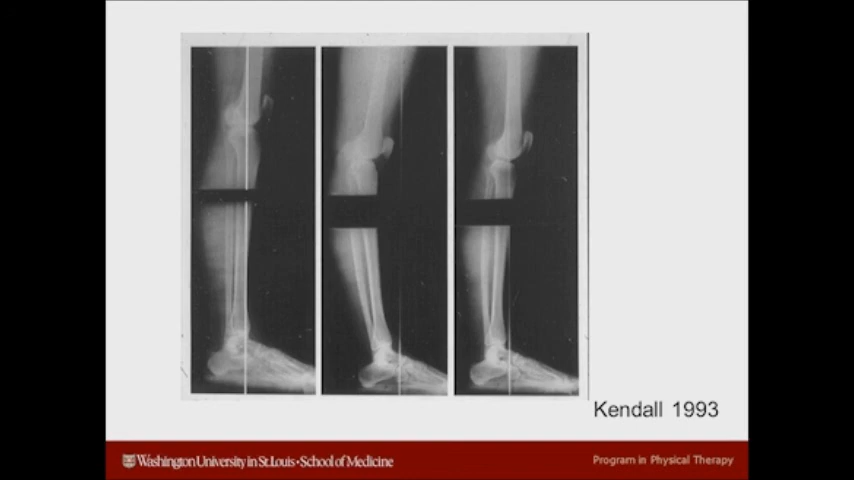 Kendall 1993
Washington University in St. Louis • School of Medicine
Program in Physical Therapy